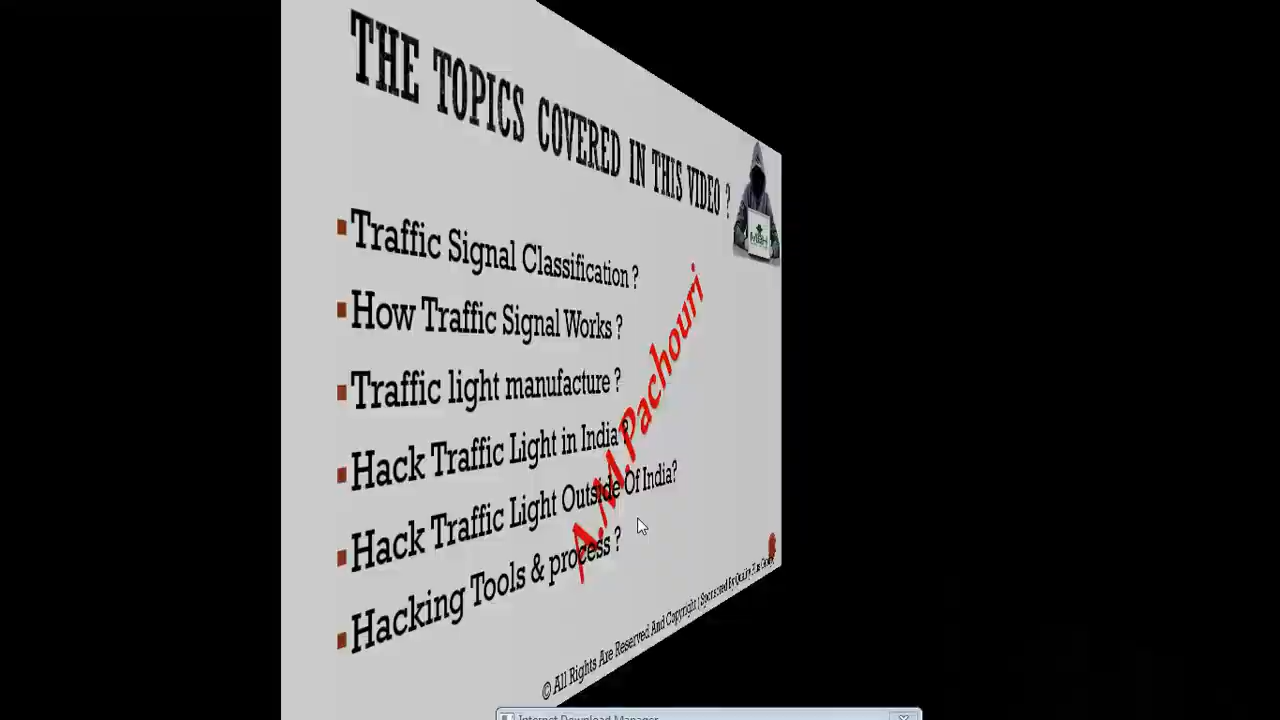 THE TOPICS COVERED IN THIS VIDEO ?
Traffic Signal Classification ?
How Traffic Signal Works ?
Traffic light manufacture ?
Hack Traffic Light in India ?
Hack Traffic Light Outside Of India?
Hacking Tools & process ?
A.M.Pachouri
© All Rights Are Reserved And Copyright | Sponsored By
Internet Download Manager